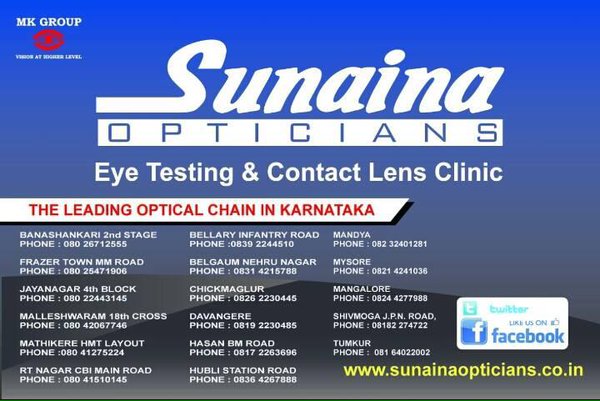 MK GROUP
VISION AT HIGHER LEVEL
Sunaina
OPTICIANS
Eye Testing & Contact Lens Clinic
THE LEADING OPTICAL CHAIN IN KARNATAKA
BANASHANKARI 2nd STAGE
PHONE : 080 26712555
FRAZER TOWN MM ROAD
PHONE : 080 25471906
JAYANAGAR 4th BLOCK
PHONE : 080 22443145
MALLESHWARAM 18th CROSS
PHONE : 080 42067746
MATHIKERE HMT LAYOUT
PHONE : 080 41275224
RT NAGAR CBI MAIN ROAD
PHONE : 080 41510145
BELLARY INFANTRY ROAD
PHONE :0839 2244510
BELGAUM NEHRU NAGAR
PHONE : 0831 4215788
CHICKMAGLUR
PHONE : 0826 2230445
DAVANGERE
PHONE : 0819 2230485
HASAN BM ROAD
PHONE : 0817 2263696
HUBLI STATION ROAD
PHONE : 0836 4267888
MANDYA
PHONE : 082 32401281
MYSORE
PHONE : 0821 4241036
MANGALORE
PHONE : 0824 4277988
SHIVMOGA J.P.N. ROAD,
PHONE : 08182 274722
TUMKUR
PHONE : 081 64022002
twitter
LIKE US ON
facebook
www.sunainaopticians.co.in